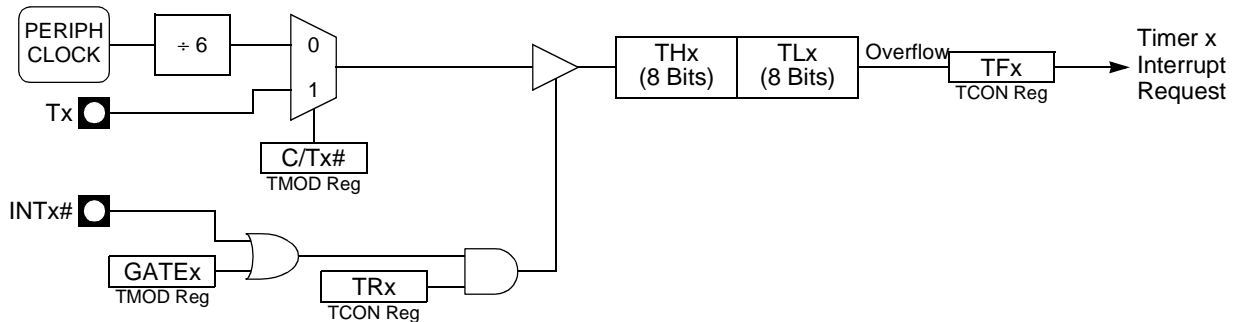 PERIPH
CLOCK
÷ 6
0
1
Tx
C/Tx#
TMOD Reg
THx
(8 Bits)
TLx
(8 Bits)
Overflow
TFx
TCON Reg
Timer x
Interrupt
Request
INTx#
GATEx
TMOD Reg
TRx
TCON Reg